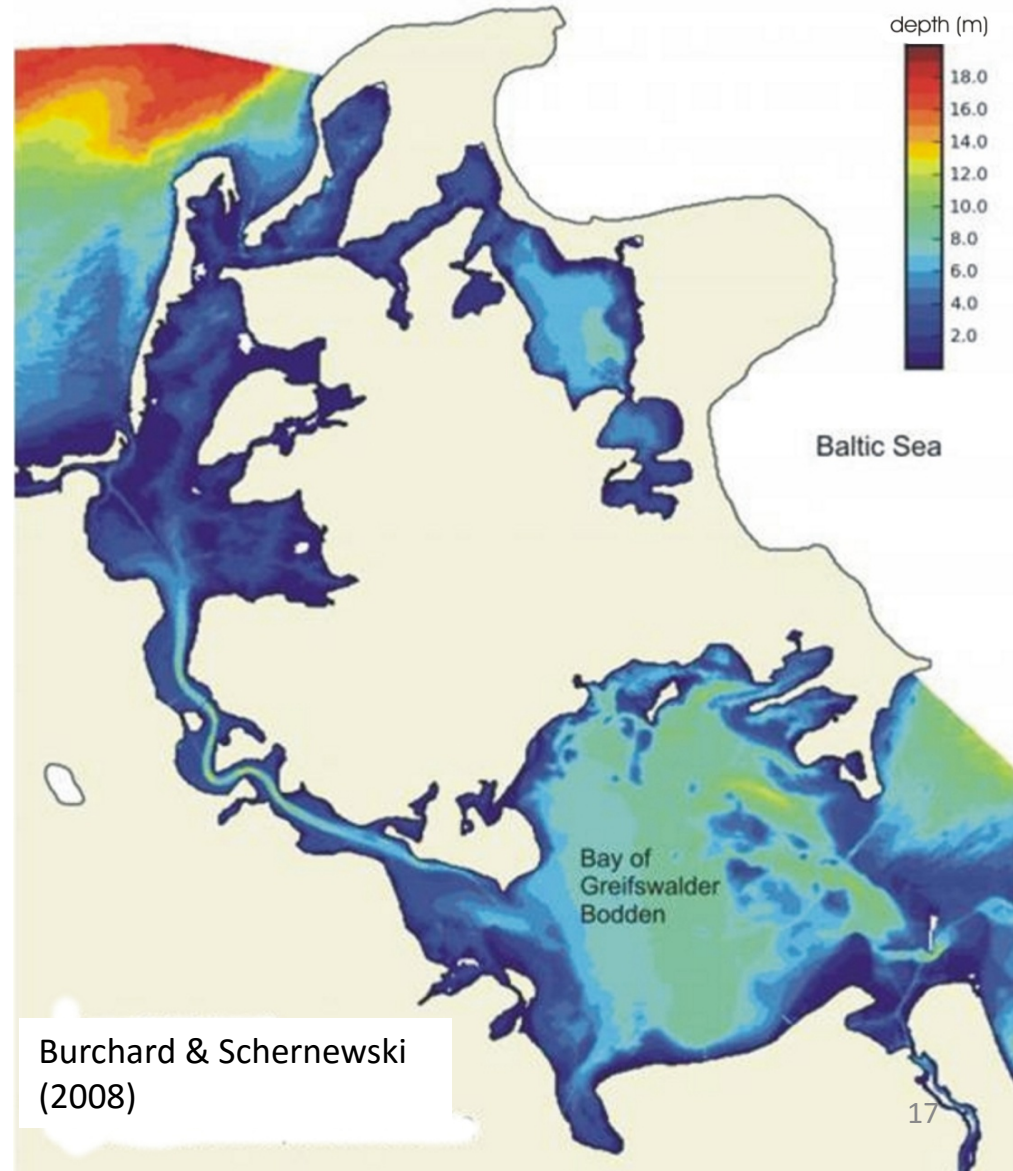 depth (m)
18.0
16.0
14.0
12.0
10.0
8.0
6.0
4.0
2.0
Baltic Sea
Bay of
Greifswalder
Bodden
Burchard & Schernewski
(2008)
17